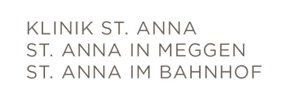 KLINIK ST. ANNA
ST. ANNA IN MEGGEN
ST. ANNA IM BAHNHOF